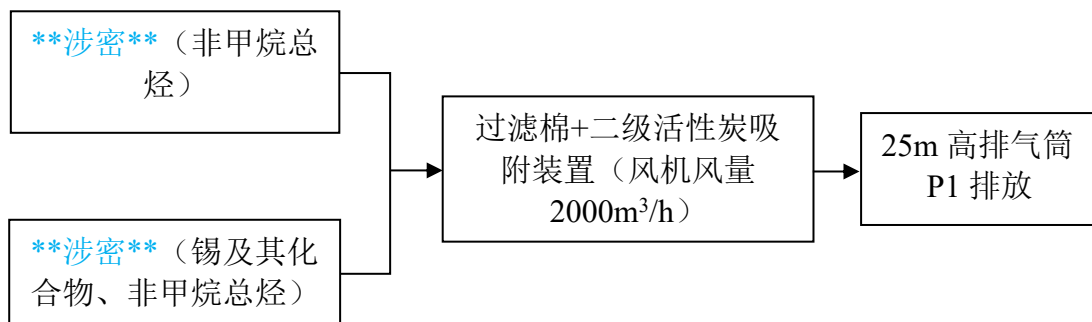 **涉密**（非甲烷总
烃）
**涉密**（锡及其化
合物、非甲烷总烃）
过滤棉+二级活性炭吸
附装置（风机风量
2000m³/h）
25m 高排气筒
P1 排放